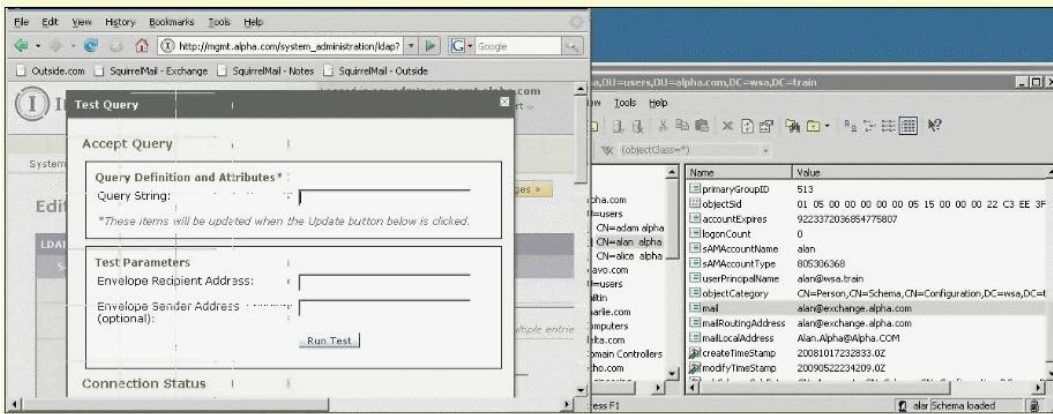 File Edit View History Bookmarks Tools Help
http://mgmt.alpha.com/system_administration/ldap?
Google
Outside.com SquirrelMail - Exchange SquirrelMail - Notes SquirrelMail - Outside
Test Query
Accept Query
Query Definition and Attributes*
Query String:
*These items will be updated when the Update button below is clicked.
Test Parameters
Envelope Recipient Address:
Envelope Sender Address
(optional):
Run Test
Connection Status
System
Edit
LDA
ges »
ultiple entrie
a,OU=users,OU=alpha.com,DC=wsa,DC=train
ew Tools Help
(objectClass=*)
pha.com
=users
CN=adam alpha
CN=alan alpha
CN=alice alpha
avo.com
=users
iltin
arlie.com
mputers
elta.com
omain Controllers
cho.com
Name Value
primaryGroupID 513
objectSid 01 05 00 00 00 00 00 05 15 00 00 00 22 C3 EE 3F
accountExpires 9223372036854775807
logonCount 0
sAMAccountName alan
sAMAccountType 805306368
userPrincipalName alan@wsa.train
objectCategory CN=Person,CN=Schema,CN=Configuration,DC=wsa,DC=t
mail alan@exchange.alpha.com
mailRoutingAddress alan@exchange.alpha.com
mailLocalAddress Alan.Alpha@Alpha.COM
createTimeStamp 20081017232833.0Z
modifyTimeStamp 20090522234209.0Z
ress F1
alar Schema loaded